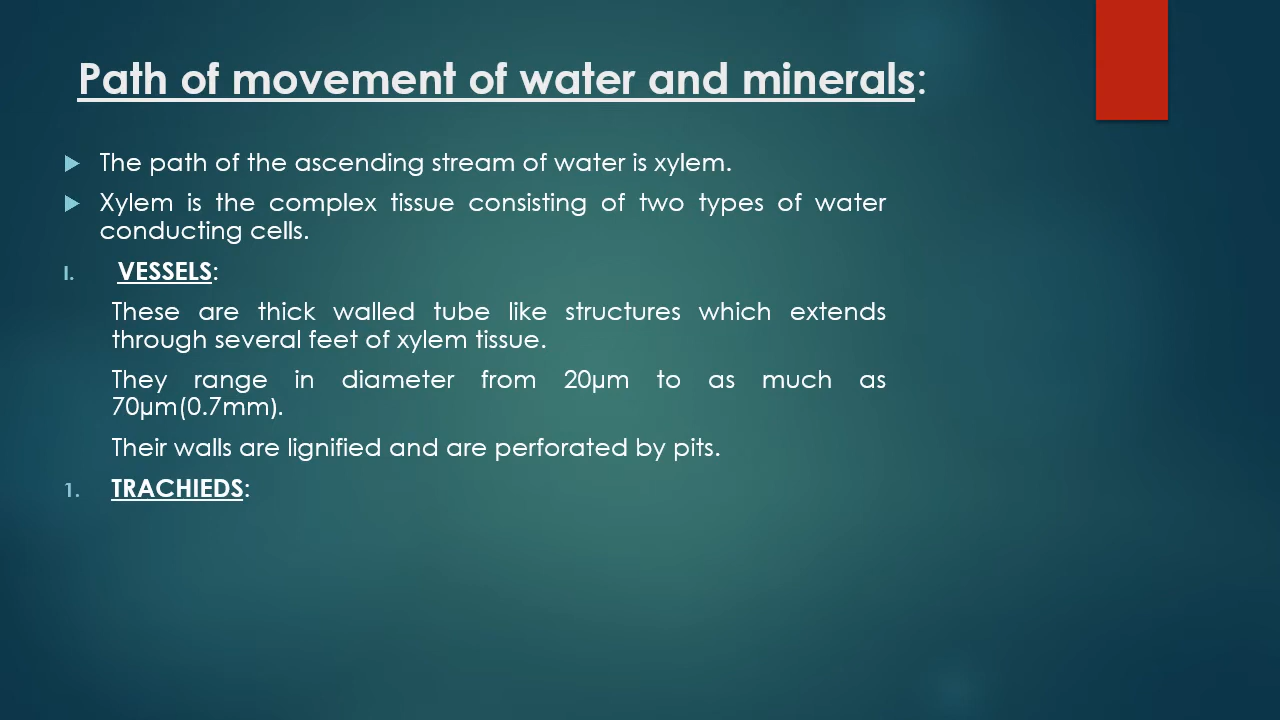 Path of movement of water and minerals:
The path of the ascending stream of water is xylem.
Xylem is the complex tissue consisting of two types of water
conducting cells.
I. VESSELS:
These are thick walled tube like structures which extends
through several feet of xylem tissue.
They range in diameter from 20µm to as much as
70µm(0.7mm).
Their walls are lignified and are perforated by pits.
1. TRACHIEDS: